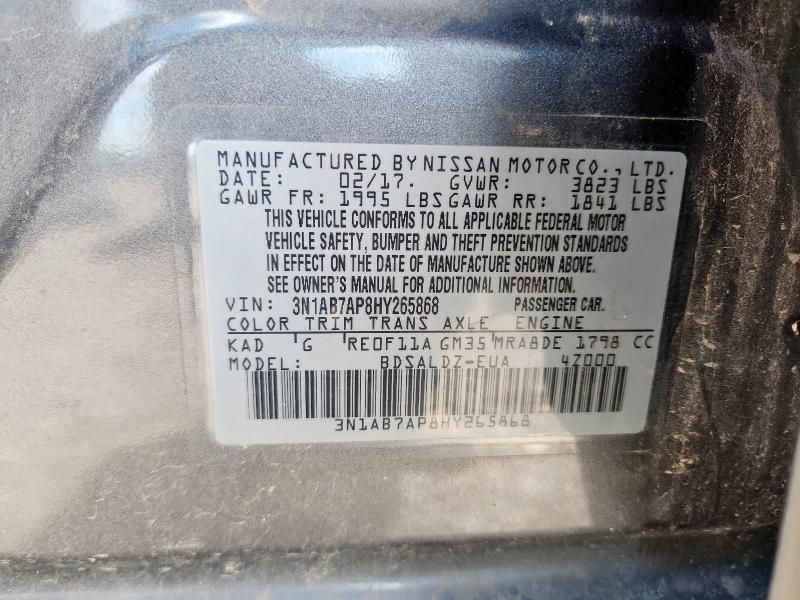 MANUFACTURED BY NISSAN MOTOR CO., LTD.
DATE: 02/17. GVWR: 3823 LBS
GAWR FR: 1995 LBS GAWR RR: 1841 LBS
THIS VEHICLE CONFORMS TO ALL APPLICABLE FEDERAL MOTOR
VEHICLE SAFETY, BUMPER AND THEFT PREVENTION STANDARDS
IN EFFECT ON THE DATE OF MANUFACTURE SHOWN ABOVE.
SEE OWNER'S MANUAL FOR ADDITIONAL INFORMATION.
VIN: 3N1AB7AP8HY265868 PASSENGER CAR.
COLOR TRIM TRANS AXLE ENGINE
KAD G RE0F11A GM35 MRA8DE 1798 CC
MODEL: BDSALDZ-EUA 4Z000
3N1AB7AP8HY265868